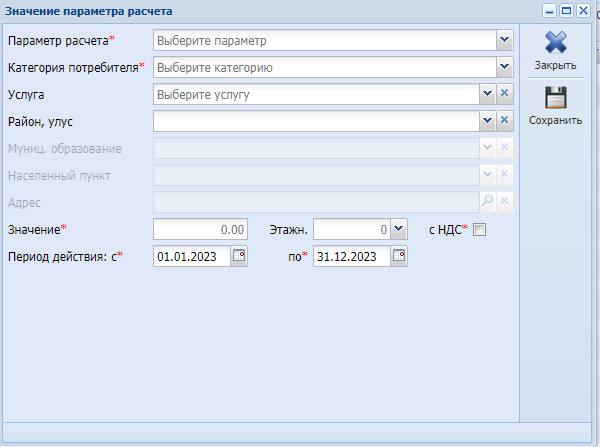 Значение параметра расчета
Параметр расчета* Выберите параметр
Закрыть
Категория потребителя* Выберите категорию
Услуга Выберите услугу
Сохранить
Район, улус
Муниц. образование
Населенный пункт
Адрес
Значение* 0.00 Этажн. 0 с НДС*
Период действия: с* 01.01.2023 по* 31.12.2023